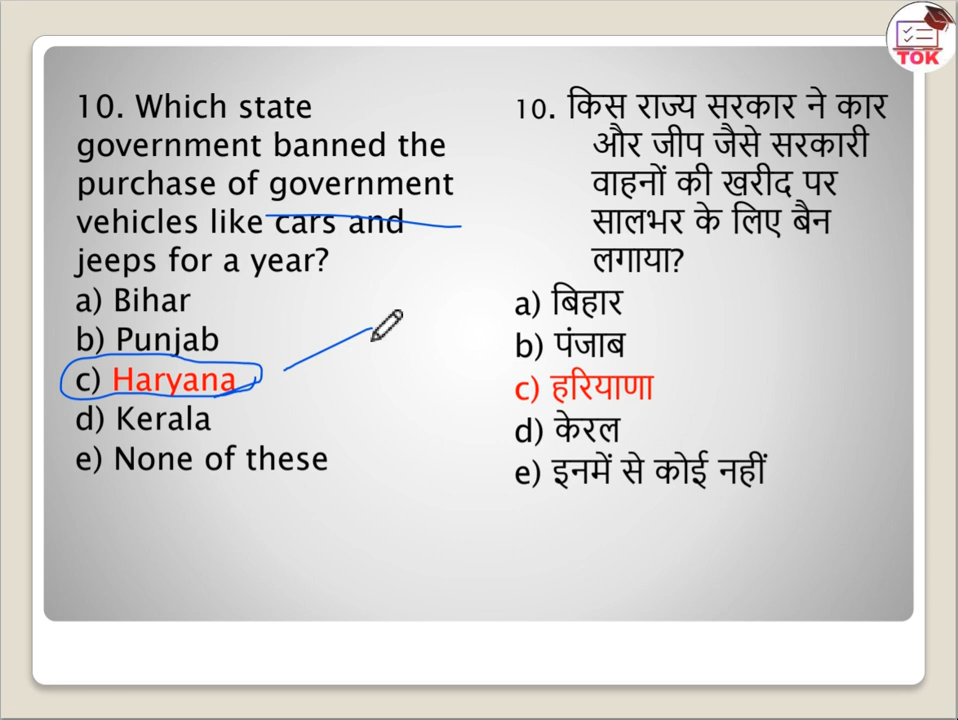 TOK
10. Which state
government banned the
purchase of government
vehicles like cars and
jeeps for a year?
a) Bihar
b) Punjab
c) Haryana
d) Kerala
e) None of these
10. किस राज्य सरकार ने कार
और जीप जैसे सरकारी
वाहनों की खरीद पर
सालभर के लिए बैन
लगाया?
a) बिहार
b) पंजाब
c) हरियाणा
d) केरल
e) इनमें से कोई नहीं